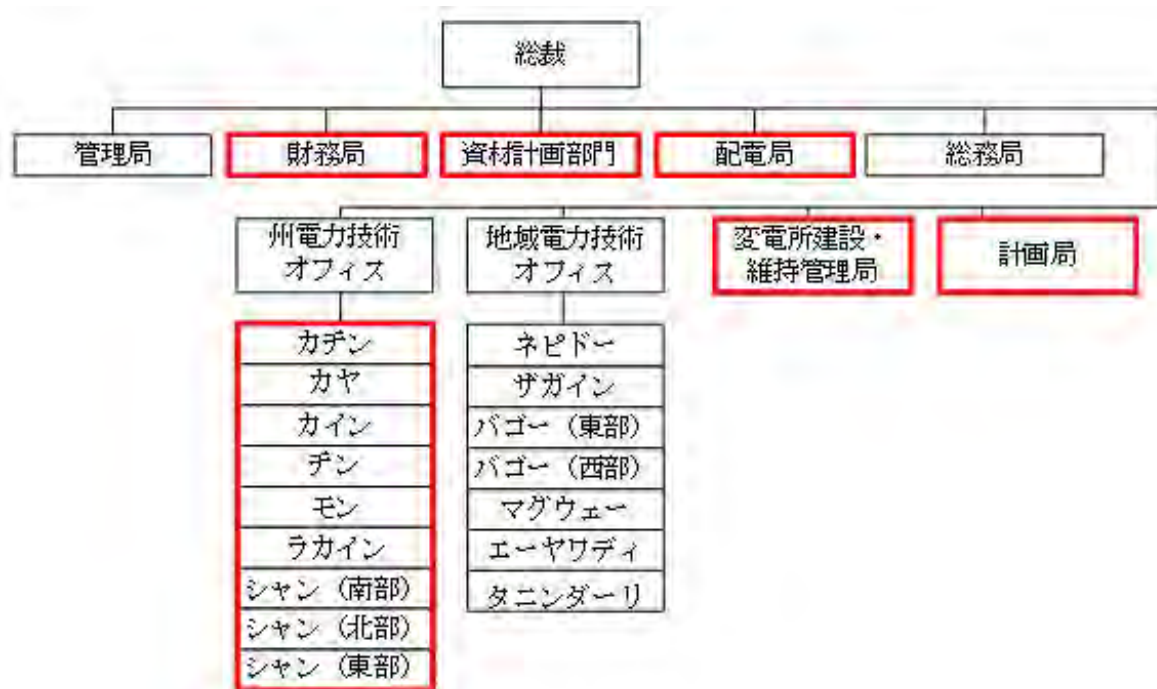 総裁
管理局
財務局
資材計画部門
配電局
総務局
州電力技術
オフィス
地域電力技術
オフィス
変電所建設・
維持管理局
計画局
カチン
カヤ
カイン
チン
モン
ラカイン
シャン（南部）
シャン（北部）
シャン（東部）
ネピドー
ザガイン
バゴー（東部）
バゴー（西部）
マグウェー
エーヤワディ
タニンダーリ